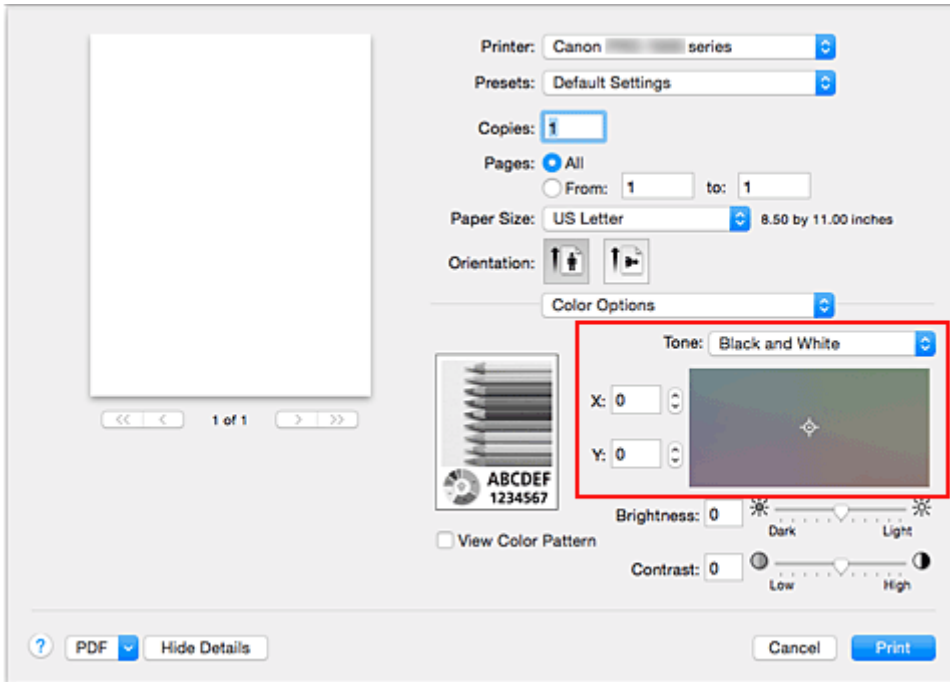 Printer: Canon series
Presets: Default Settings
Copies: 1
Pages: All
From: 1 to: 1
Paper Size: US Letter 8.50 by 11.00 inches
Orientation:
Color Options
Tone: Black and White
X: 0
Y: 0
1 of 1
ABCDEF
1234567
Brightness: 0
Dark Light
View Color Pattern
Contrast: 0
Low High
? PDF Hide Details Cancel Print